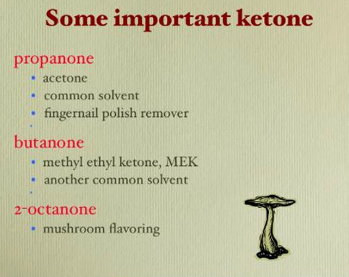 Some important ketone
propanone
• acetone
• common solvent
• fingernail polish remover
•
butanone
• methyl ethyl ketone, MEK
• another common solvent
•
2-octanone
• mushroom flavoring